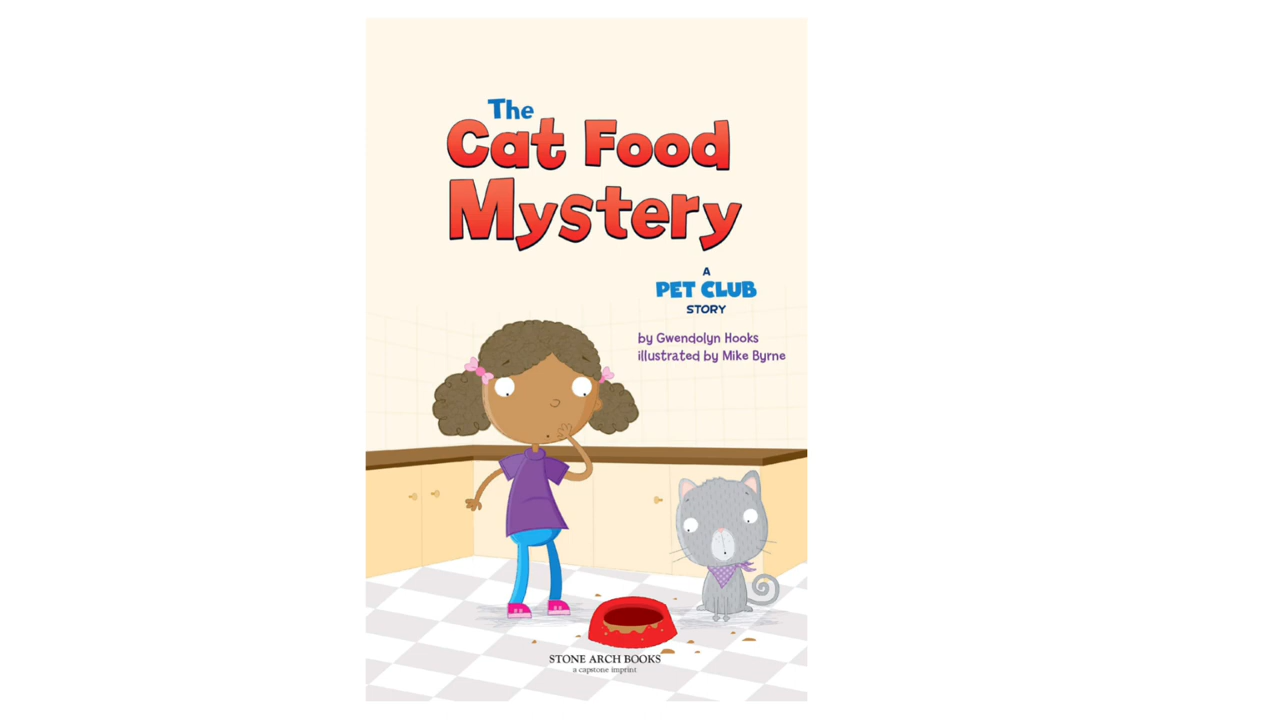 The
Cat Food
Mystery
A
PET CLUB
STORY
by Gwendolyn Hooks
illustrated by Mike Byrne
STONE ARCH BOOKS
a capstone imprint